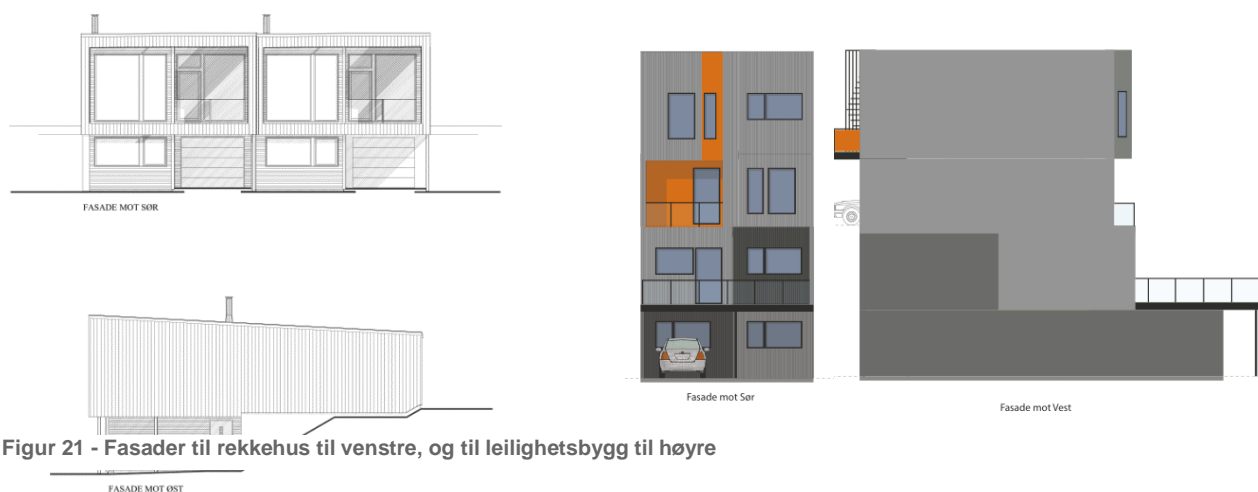 FASADE MOT SØR
Fasade mot Sør
Fasade mot Vest
Figur 21 - Fasader til rekkehus til venstre, og til leilighetsbygg til høyre
FASADE MOT ØST